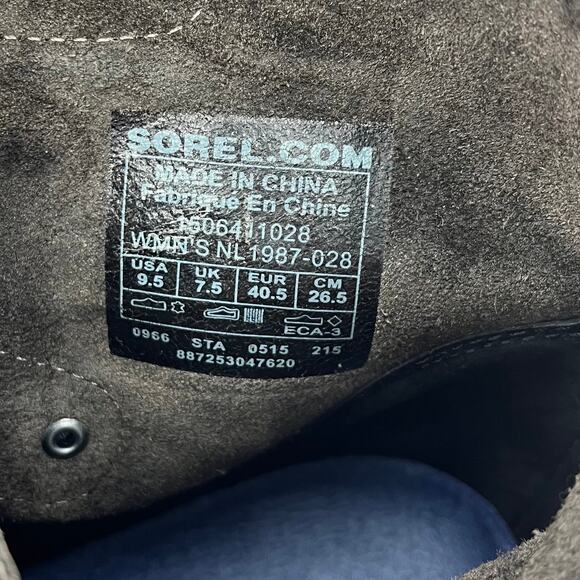 SOREL.COM
MADE IN CHINA
Fabriqué En Chine
1606411028
WMN'S NL1987-028
USA UK EUR CM
9.5 7.5 40.5 26.5
ECA-3
0966 STA 0515 215
887253047620